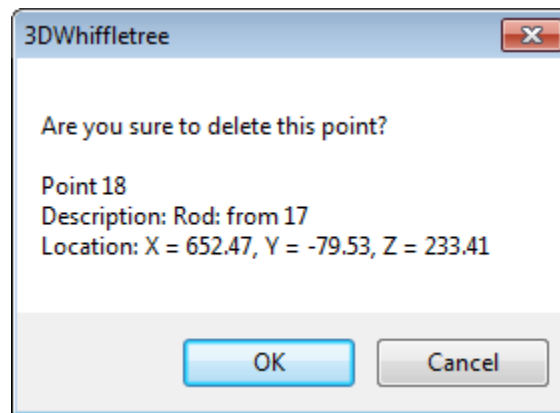 3DWhiffletree
Are you sure to delete this point?
Point 18
Description: Rod: from 17
Location: X = 652.47, Y = -79.53, Z = 233.41
OK
Cancel